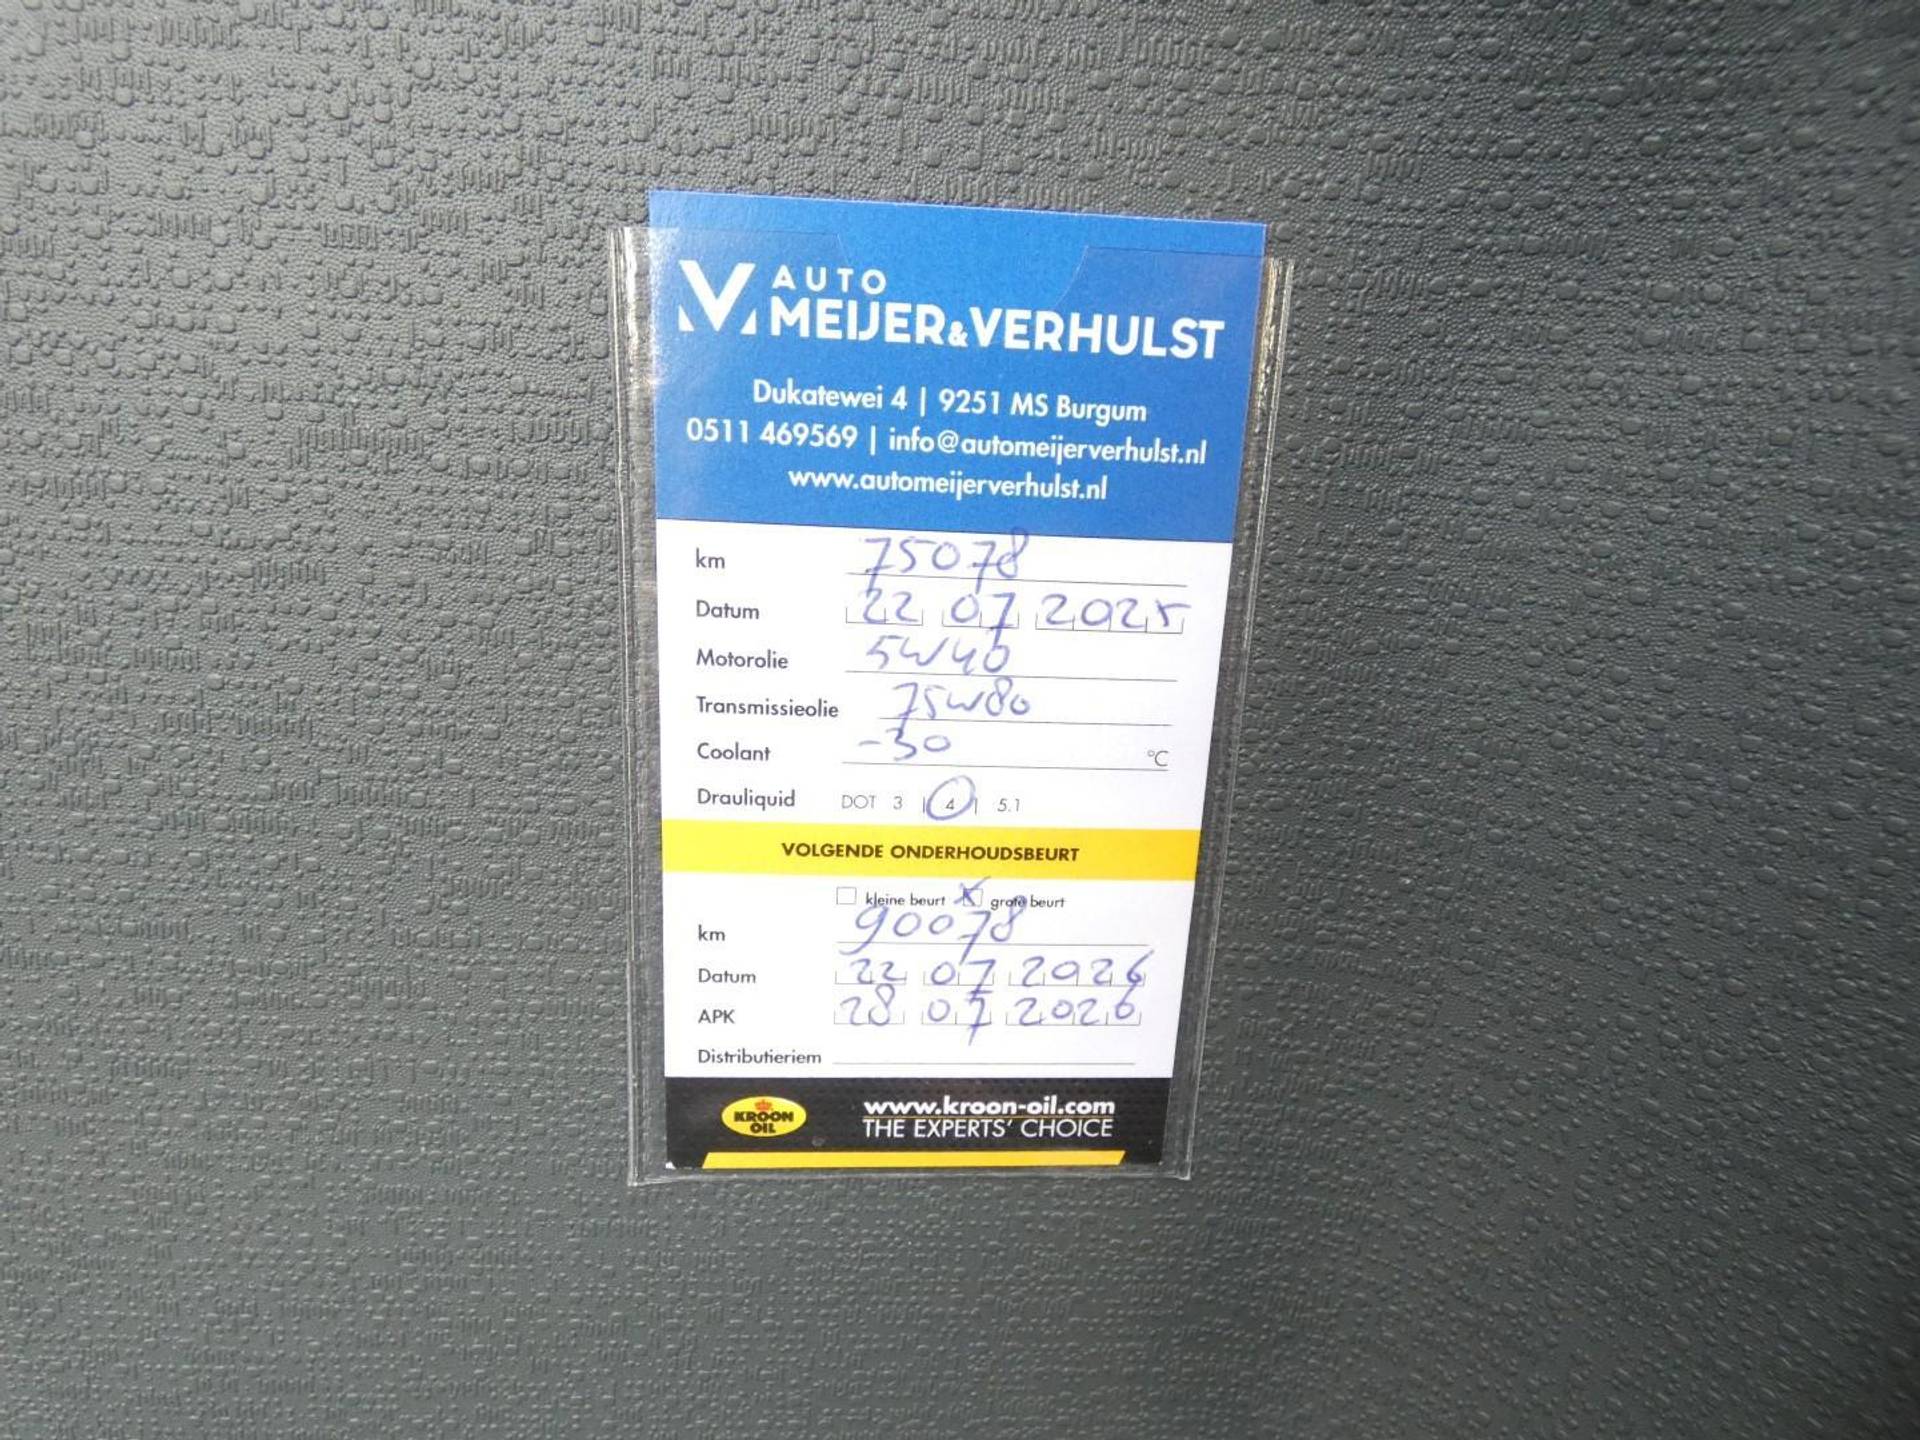 AUTO
MEIJER&VERHULST
Dukatewei 4 | 9251 MS Burgum
0511 469569 | info@automeijerverhulst.nl
www.automeijerverhulst.nl
km 75078
Datum 22 07 2025
Motorolie 5W40
Transmissieolie 75W80
Coolant -30 °C
Drauliquid DOT 3 | 4 | 5.1
VOLGENDE ONDERHOUDSBEURT
kleine beurt x grote beurt
km 90078
Datum 22 07 2026
APK 28 07 2026
Distributieriem
KROON OIL www.kroon-oil.com
THE EXPERTS' CHOICE